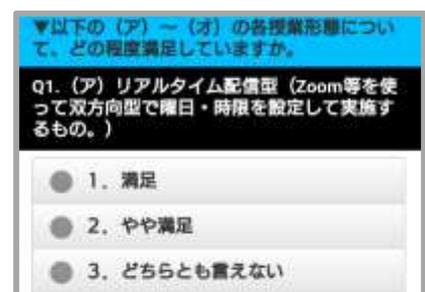 ▼以下の（ア）～（オ）の各授業形態につい
て、どの程度満足していますか。
Q1.（ア）リアルタイム配信型（Zoom等を使
って双方向型で曜日・時限を設定して実施す
るもの。）
1. 満足
2. やや満足
3. どちらとも言えない